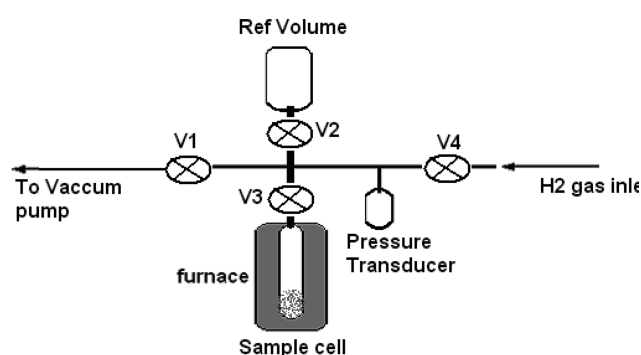 Ref Volume
V1
V2
V4
To Vaccum
pump
V3
H2 gas inle
Pressure
Transducer
furnace
Sample cell